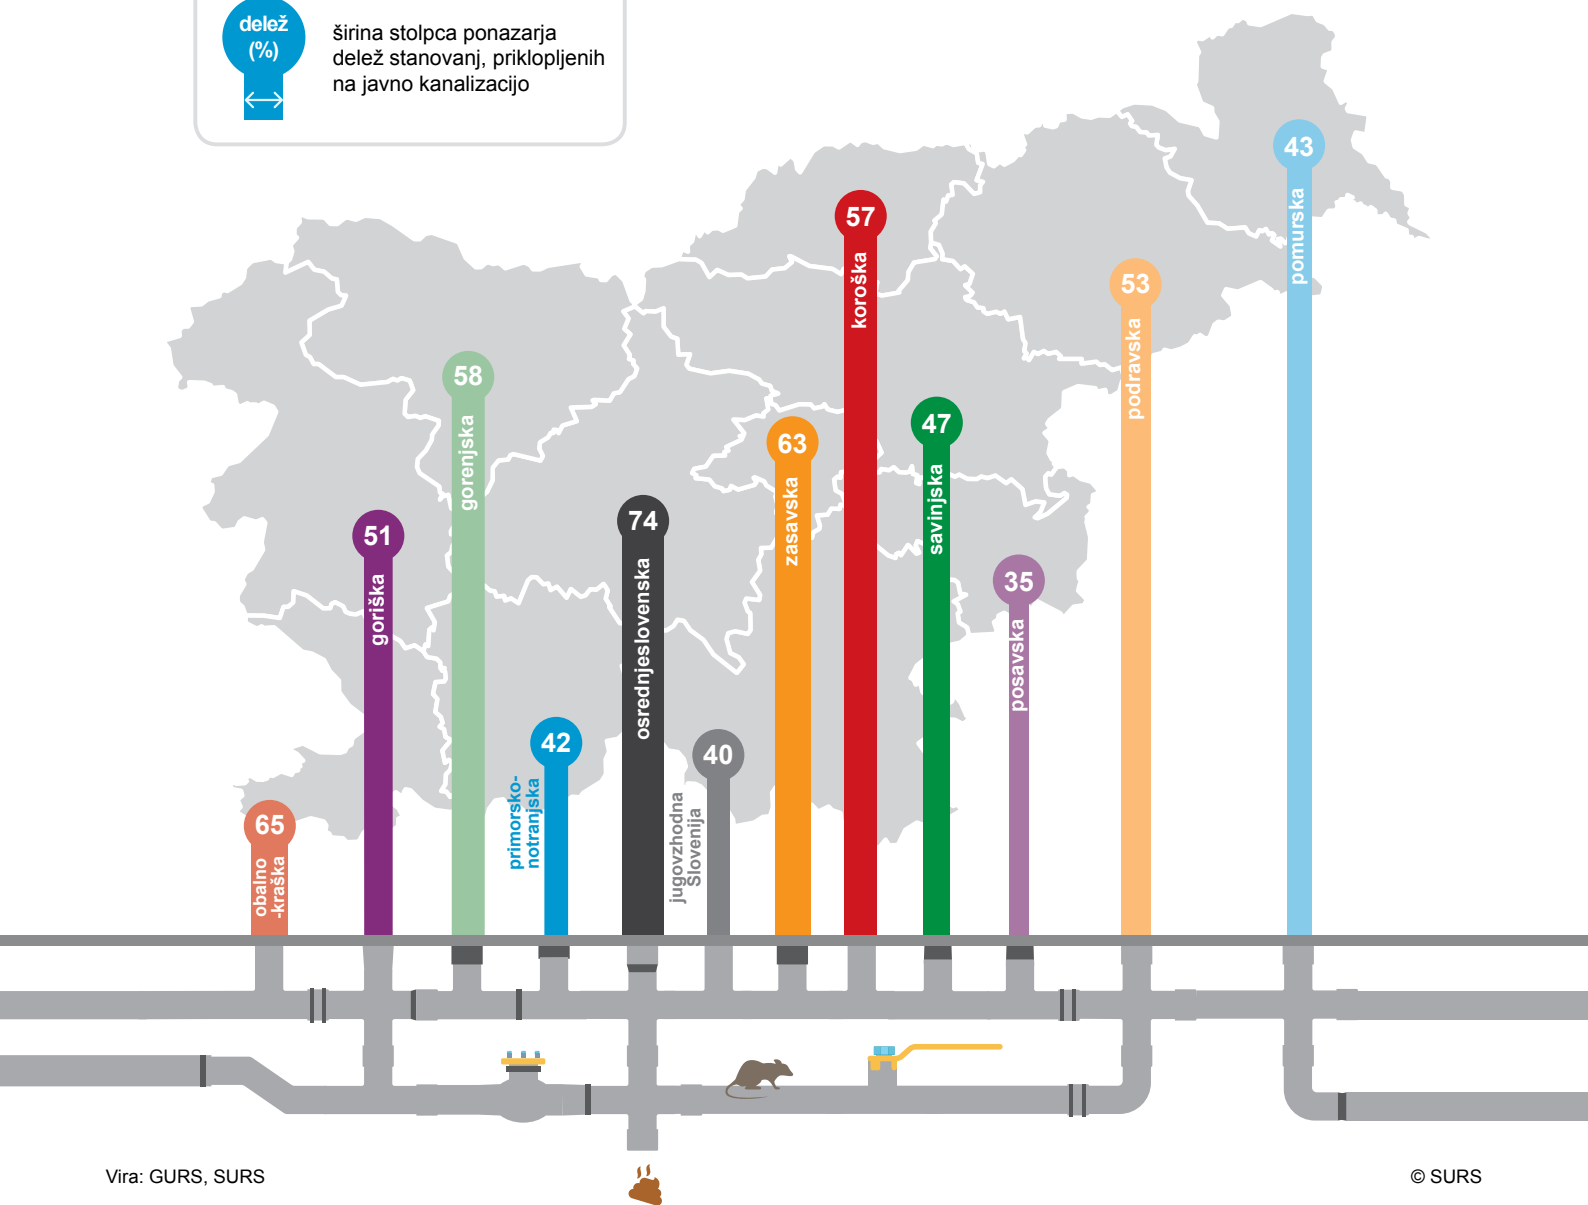 delež
(%)
širina stolpca ponazarja
delež stanovanj, priklopljenih
na javno kanalizacijo
65
obalno
-kraška
51
goriška
58
gorenjska
42
primorsko-
notranjska
74
osrednjeslovenska
40
jugovzhodna
Slovenija
63
zasavska
57
koroška
47
savinjska
35
posavska
53
podravska
43
pomurska
Vira: GURS, SURS
© SURS